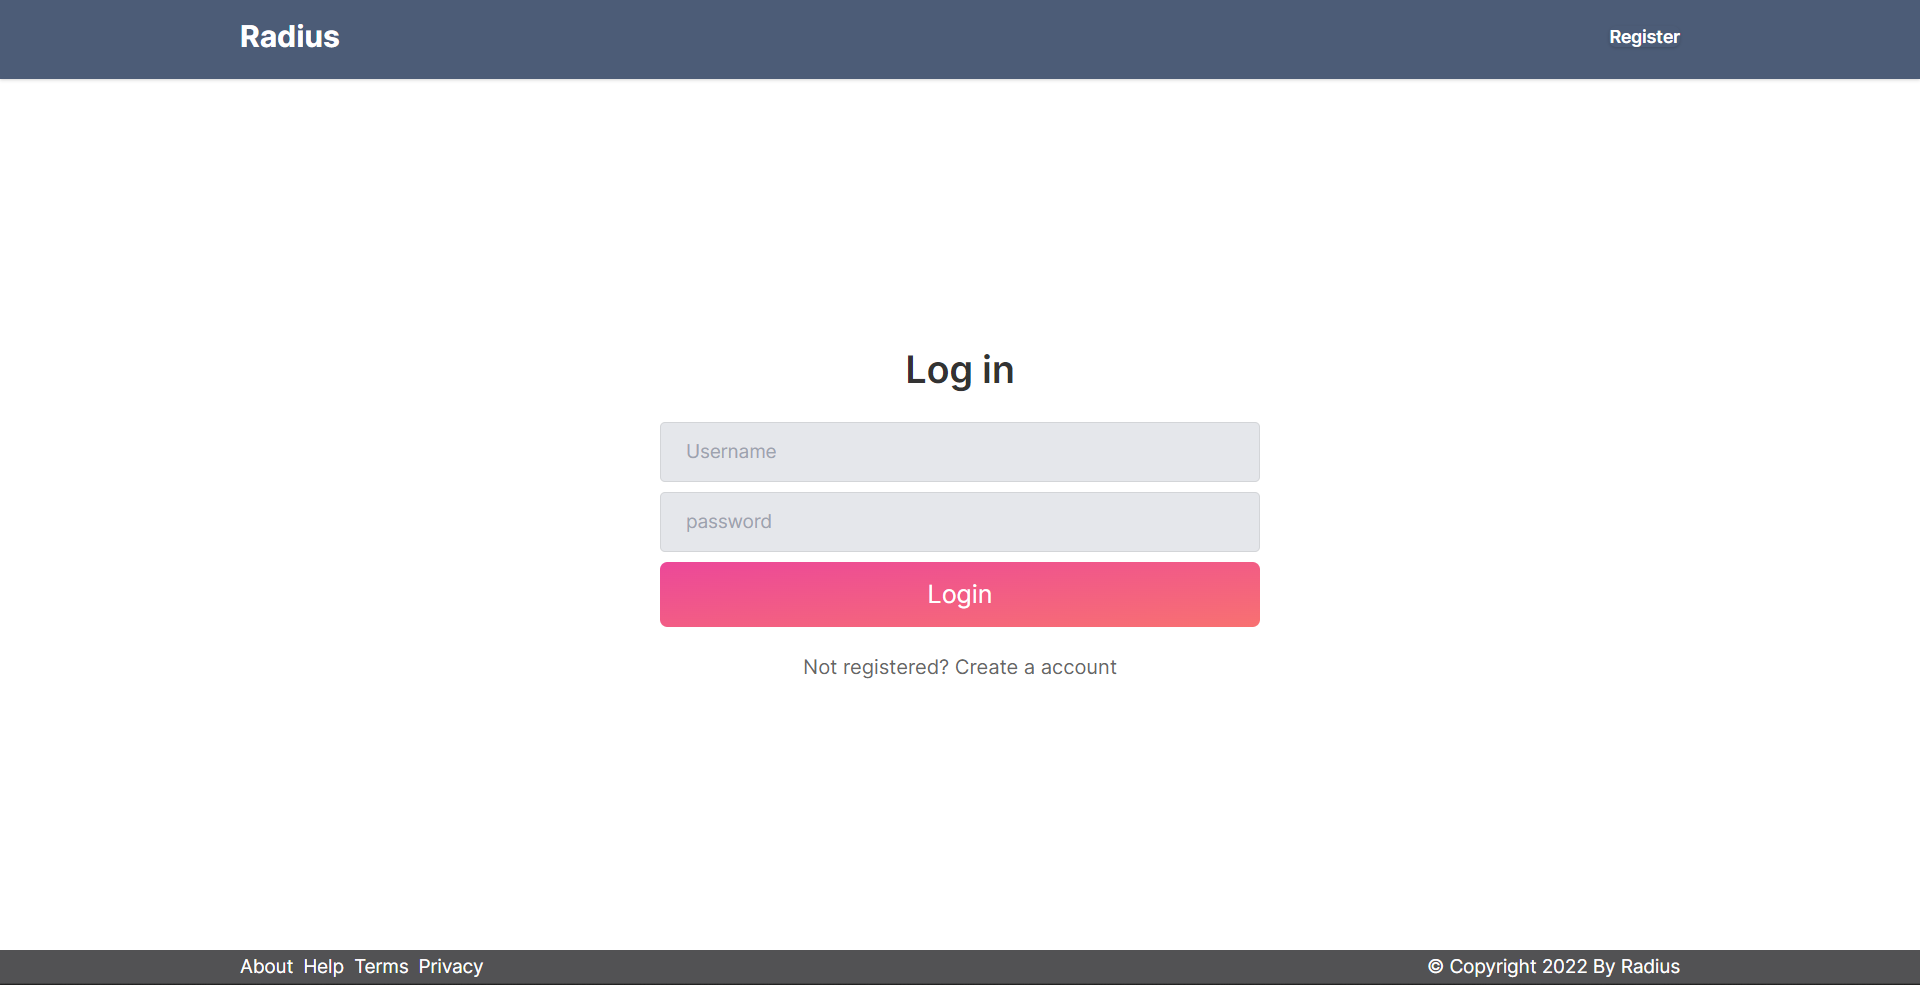 Radius
Register
Log in
Username
password
Login
Not registered? Create a account
About Help Terms Privacy
© Copyright 2022 By Radius